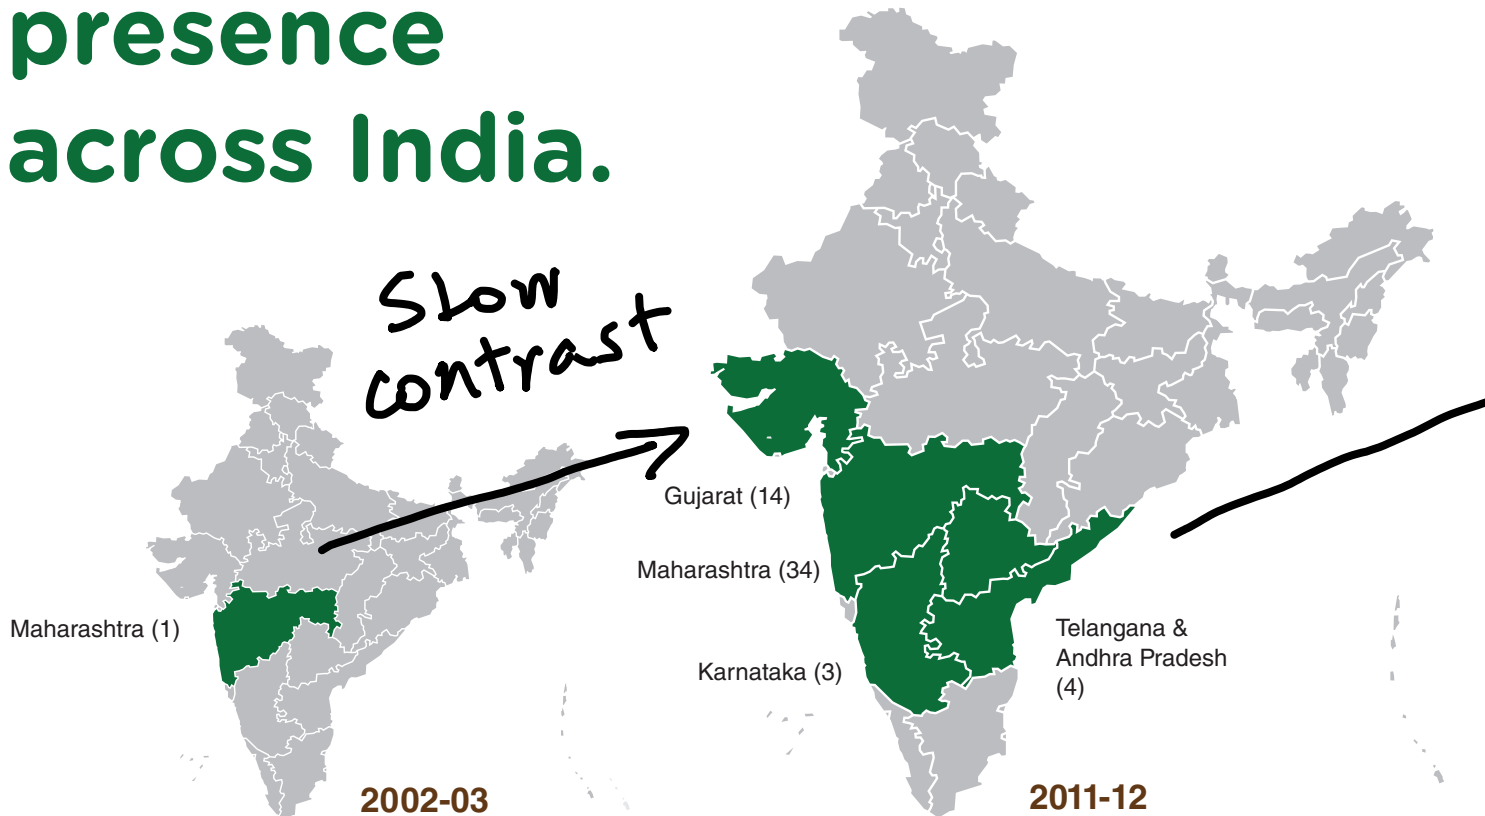 presence
across India.
Slow
contrast
Maharashtra (1)
2002-03
Gujarat (14)
Maharashtra (34)
Karnataka (3)
Telangana &
Andhra Pradesh
(4)
2011-12